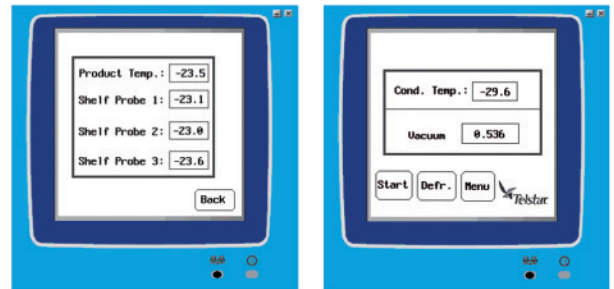 Product Temp.: -23.5
Shelf Probe 1: -23.1
Shelf Probe 2: -23.0
Shelf Probe 3: -23.6
Back
Cond. Temp.: -29.6
Vacuum 0.536
Start Defr. Menu Telstar